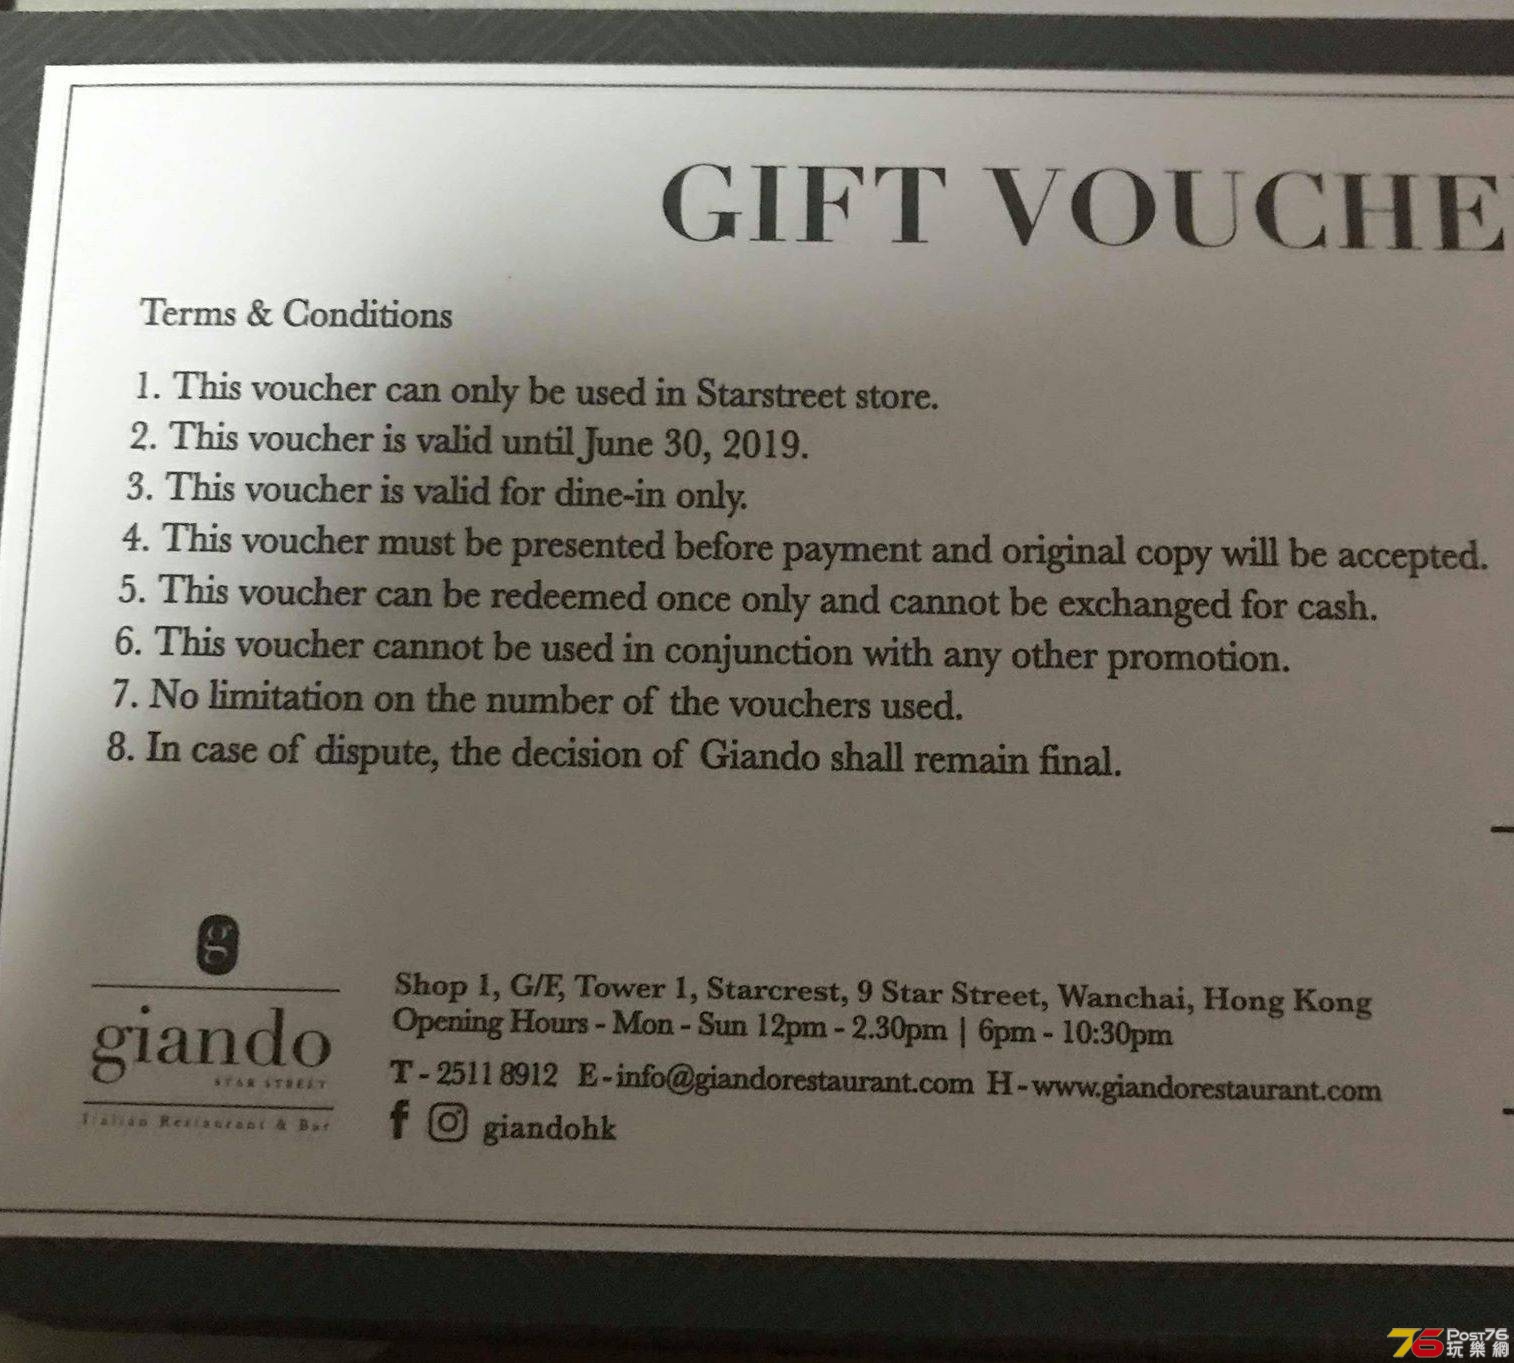 GIFT VOUCHE
Terms & Conditions
1. This voucher can only be used in Starstreet store.
2. This voucher is valid until June 30, 2019.
3. This voucher is valid for dine-in only.
4. This voucher must be presented before payment and original copy will be accepted.
5. This voucher can be redeemed once only and cannot be exchanged for cash.
6. This voucher cannot be used in conjunction with any other promotion.
7. No limitation on the number of the vouchers used.
8. In case of dispute, the decision of Giando shall remain final.
g
giando
STAR STREET
Italian Restaurant & Bar
Shop 1, G/F, Tower 1, Starcrest, 9 Star Street, Wanchai, Hong Kong
Opening Hours - Mon - Sun 12pm - 2.30pm | 6pm - 10:30pm
T - 2511 8912 E - info@giandorestaurant.com H - www.giandorestaurant.com
f giandohk
76 Post76
玩樂網